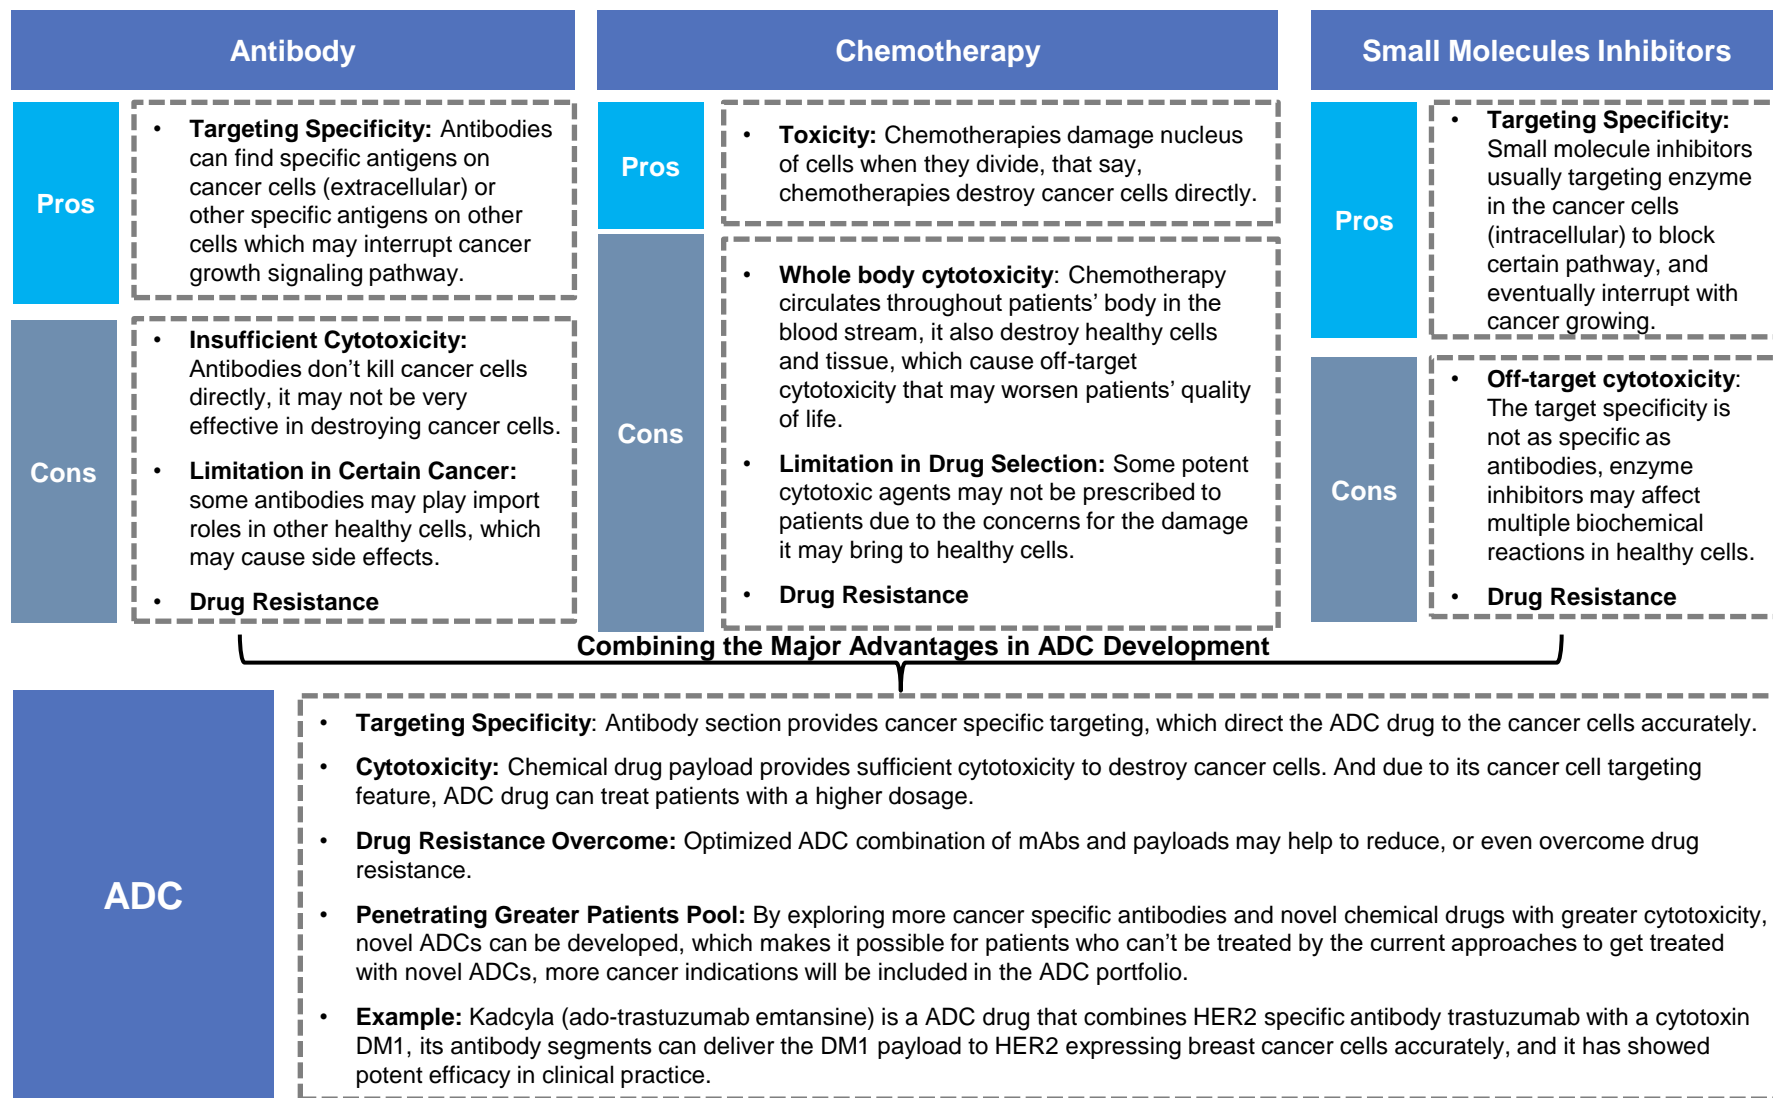 Antibody
Pros
• Targeting Specificity: Antibodies
can find specific antigens on
cancer cells (extracellular) or
other specific antigens on other
cells which may interrupt cancer
growth signaling pathway.
Cons
• Insufficient Cytotoxicity:
Antibodies don't kill cancer cells
directly, it may not be very
effective in destroying cancer cells.
• Limitation in Certain Cancer:
some antibodies may play import
roles in other healthy cells, which
may cause side effects.
• Drug Resistance
Chemotherapy
Pros
• Toxicity: Chemotherapies damage nucleus
of cells when they divide, that say,
chemotherapies destroy cancer cells directly.
Cons
• Whole body cytotoxicity: Chemotherapy
circulates throughout patients' body in the
blood stream, it also destroy healthy cells
and tissue, which cause off-target
cytotoxicity that may worsen patients' quality
of life.
• Limitation in Drug Selection: Some potent
cytotoxic agents may not be prescribed to
patients due to the concerns for the damage
it may bring to healthy cells.
• Drug Resistance
Small Molecules Inhibitors
Pros
• Targeting Specificity:
Small molecule inhibitors
usually targeting enzyme
in the cancer cells
(intracellular) to block
certain pathway, and
eventually interrupt with
cancer growing.
Cons
• Off-target cytotoxicity:
The target specificity is
not as specific as
antibodies, enzyme
inhibitors may affect
multiple biochemical
reactions in healthy cells.
• Drug Resistance
Combining the Major Advantages in ADC Development
ADC
• Targeting Specificity: Antibody section provides cancer specific targeting, which direct the ADC drug to the cancer cells accurately.
• Cytotoxicity: Chemical drug payload provides sufficient cytotoxicity to destroy cancer cells. And due to its cancer cell targeting
feature, ADC drug can treat patients with a higher dosage.
• Drug Resistance Overcome: Optimized ADC combination of mAbs and payloads may help to reduce, or even overcome drug
resistance.
• Penetrating Greater Patients Pool: By exploring more cancer specific antibodies and novel chemical drugs with greater cytotoxicity,
novel ADCs can be developed, which makes it possible for patients who can't be treated by the current approaches to get treated
with novel ADCs, more cancer indications will be included in the ADC portfolio.
• Example: Kadcyla (ado-trastuzumab emtansine) is a ADC drug that combines HER2 specific antibody trastuzumab with a cytotoxin
DM1, its antibody segments can deliver the DM1 payload to HER2 expressing breast cancer cells accurately, and it has showed
potent efficacy in clinical practice.